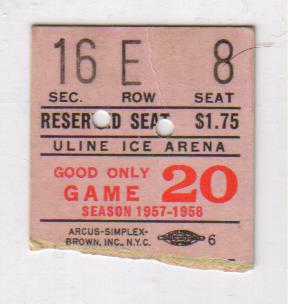 16 E 8
SEC. ROW SEAT
RESERVED SEAT $1.75
ULINE ICE ARENA
GOOD ONLY
GAME 20
SEASON 1957-1958
ARCUS-SIMPLEX-
BROWN, INC., N.Y.C. 6